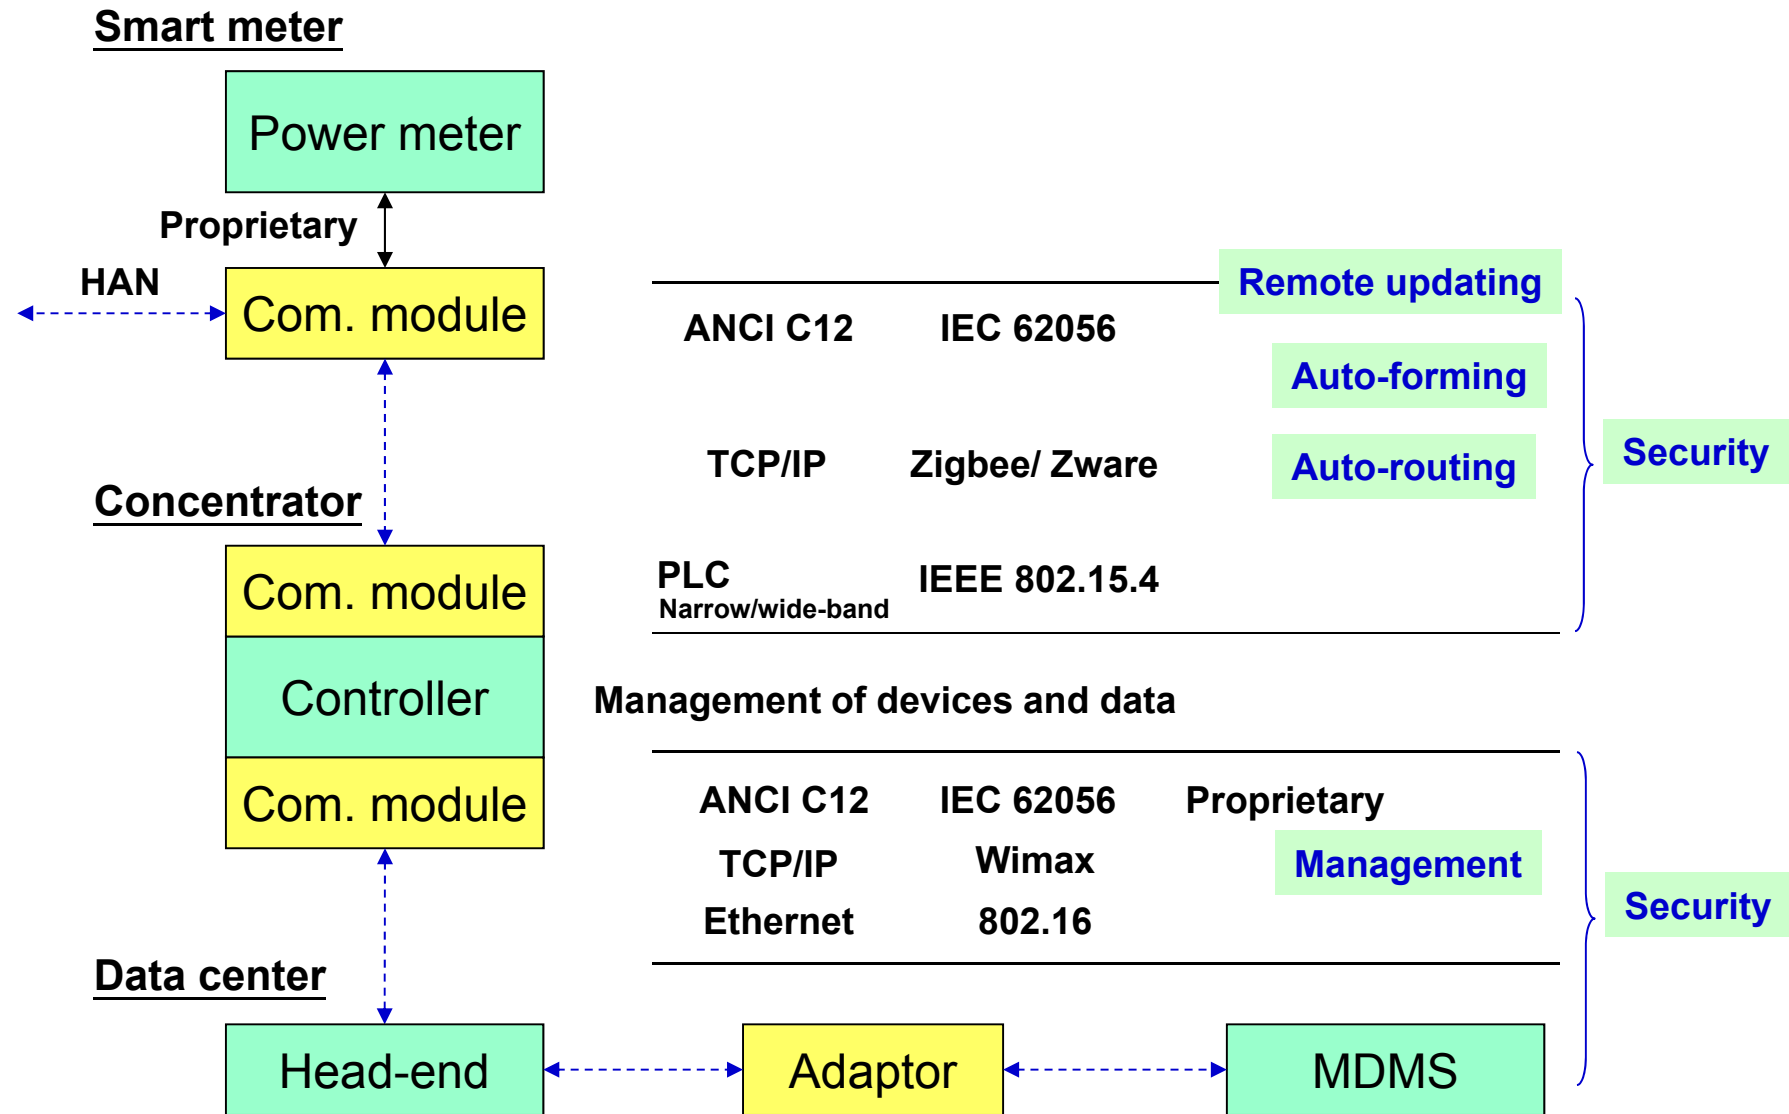 Smart meter
Power meter
Proprietary
HAN
Com. module
Remote updating
ANCI C12 IEC 62056
Auto-forming
TCP/IP Zigbee/ Zware Auto-routing
Security
Concentrator
Com. module
PLC IEEE 802.15.4
Narrow/wide-band
Controller
Management of devices and data
Com. module
ANCI C12 IEC 62056 Proprietary
TCP/IP Wimax Management
Ethernet 802.16
Security
Data center
Head-end Adaptor MDMS